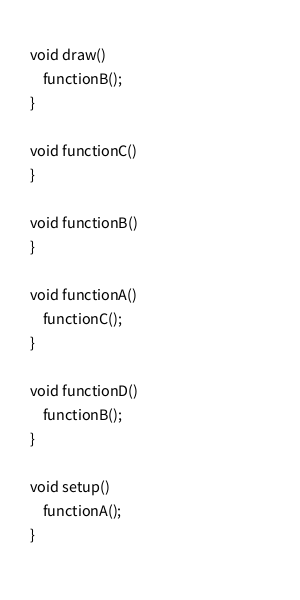 void draw()
    functionB();
}

void functionC()
}

void functionB()
}

void functionA()
    functionC();
}

void functionD()
    functionB();
}

void setup()
    functionA();
}